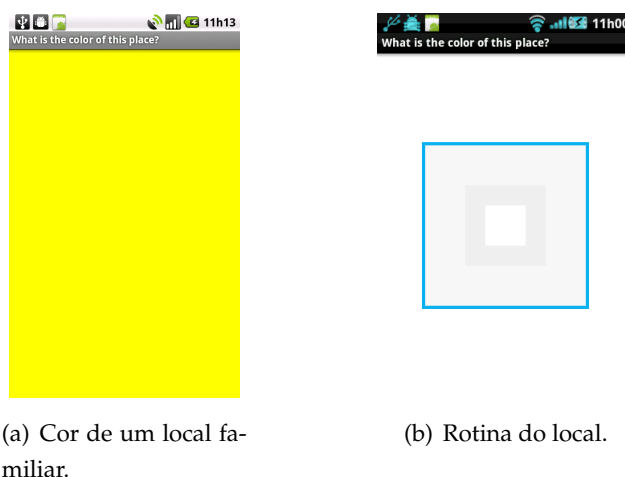 11h13
What is the color of this place?
11h00
What is the color of this place?
(a) Cor de um local fa-
miliar.
(b) Rotina do local.